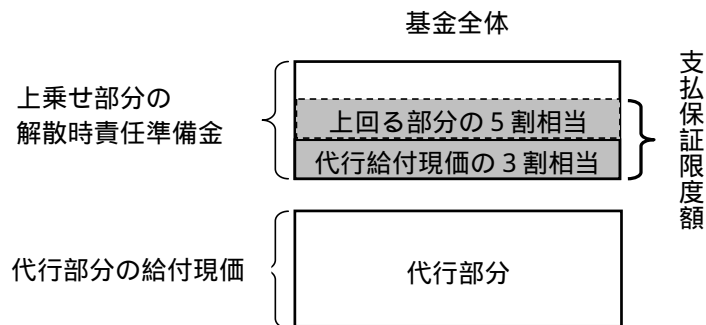 基金全体
上乗せ部分の
解散時責任準備金
上回る部分の5割相当
代行給付現価の3割相当
支払保証限度額
代行部分の給付現価
代行部分